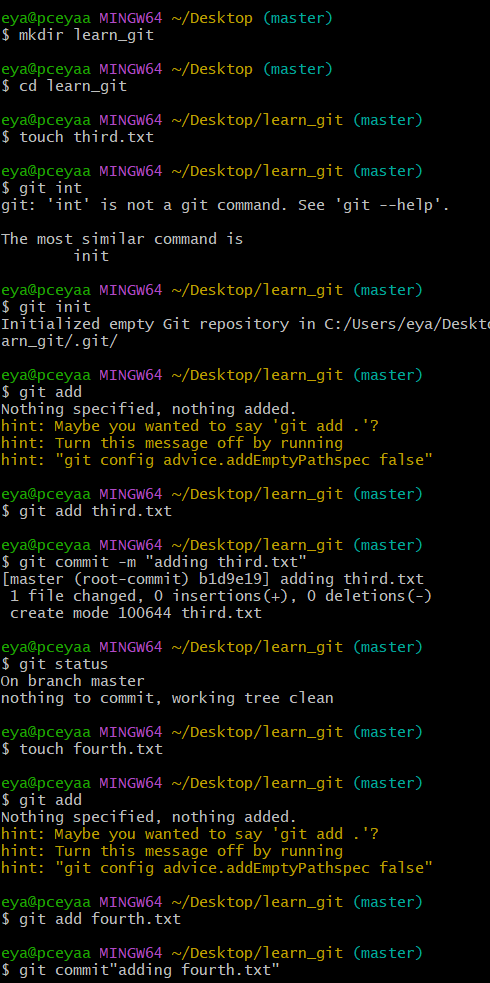 eya@pceyaa MINGW64 ~/Desktop (master)
$ mkdir learn_git
eya@pceyaa MINGW64 ~/Desktop (master)
$ cd learn_git
eya@pceyaa MINGW64 ~/Desktop/learn_git (master)
$ touch third.txt
eya@pceyaa MINGW64 ~/Desktop/learn_git (master)
$ git int
git: 'int' is not a git command. See 'git --help'.
The most similar command is
init
eya@pceyaa MINGW64 ~/Desktop/learn_git (master)
$ git init
Initialized empty Git repository in C:/Users/eya/Deskto
arn_git/.git/
eya@pceyaa MINGW64 ~/Desktop/learn_git (master)
$ git add
Nothing specified, nothing added.
hint: Maybe you wanted to say 'git add .'?
hint: Turn this message off by running
hint: "git config advice.addEmptyPathspec false"
eya@pceyaa MINGW64 ~/Desktop/learn_git (master)
$ git add third.txt
eya@pceyaa MINGW64 ~/Desktop/learn_git (master)
$ git commit -m "adding third.txt"
[master (root-commit) b1d9e19] adding third.txt
1 file changed, 0 insertions(+), 0 deletions(-)
create mode 100644 third.txt
eya@pceyaa MINGW64 ~/Desktop/learn_git (master)
$ git status
On branch master
nothing to commit, working tree clean
eya@pceyaa MINGW64 ~/Desktop/learn_git (master)
$ touch fourth.txt
eya@pceyaa MINGW64 ~/Desktop/learn_git (master)
$ git add
Nothing specified, nothing added.
hint: Maybe you wanted to say 'git add .'?
hint: Turn this message off by running
hint: "git config advice.addEmptyPathspec false"
eya@pceyaa MINGW64 ~/Desktop/learn_git (master)
$ git add fourth.txt
eya@pceyaa MINGW64 ~/Desktop/learn_git (master)
$ git commit"adding fourth.txt"